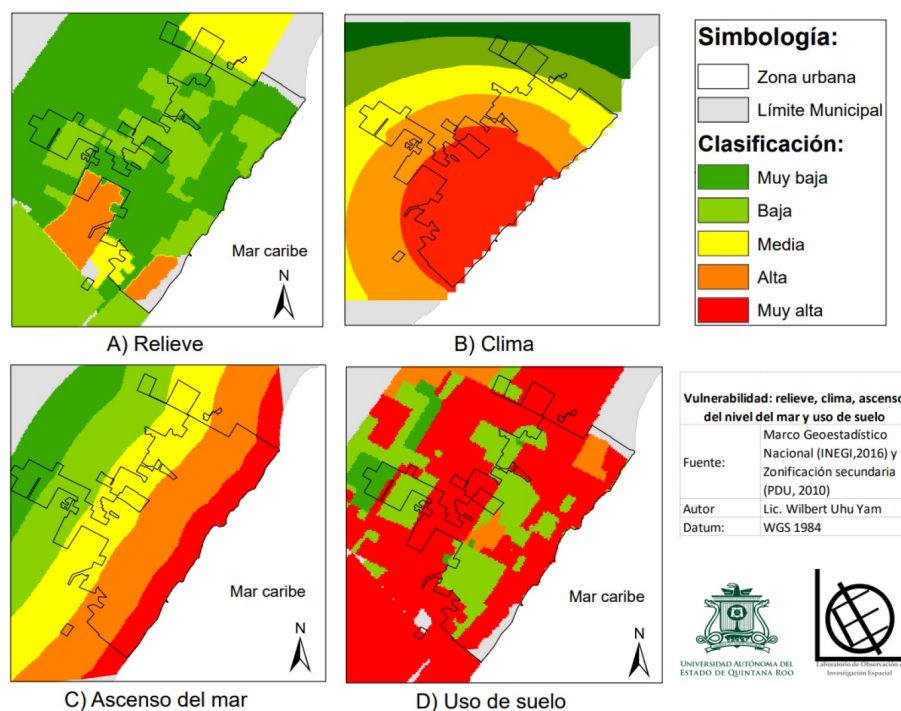 Mar caribe
N
A) Relieve
B) Clima
Simbología:
Zona urbana
Límite Municipal
Clasificación:
Muy baja
Baja
Media
Alta
Muy alta
Mar caribe
N
C) Ascenso del mar
Mar caribe
N
D) Uso de suelo
Vulnerabilidad: relieve, clima, ascenso
del nivel del mar y uso de suelo
Fuente:
Marco Geoestadístico
Nacional (INEGI,2016) y
Zonificación secundaria
(PDU, 2010)
Autor
Lic. Wilbert Uhu Yam
Datum:
WGS 1984
UNIVERSIDAD AUTÓNOMA DEL
ESTADO DE QUINTANA ROO
Laboratorio de Observación e
Investigación Espacial